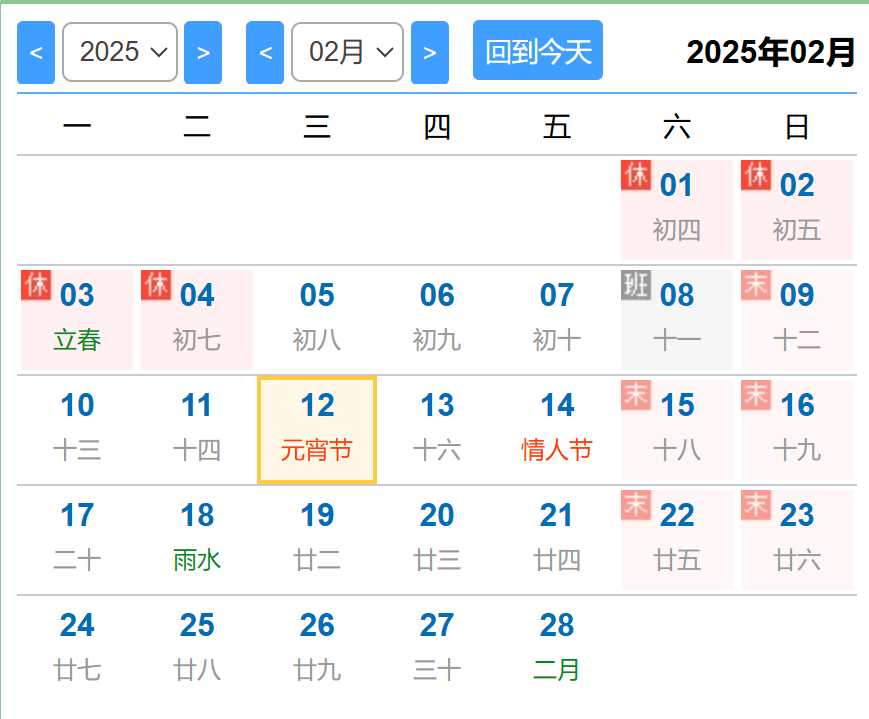 < 2025 > < 02月 > 回到今天 2025年02月
一 二 三 四 五 六 日
休 01 休 02
初四 初五
休 03 休 04 05 06 07 班 08 末 09
立春 初七 初八 初九 初十 十一 十二
10 11 12 13 14 末 15 末 16
十三 十四 元宵节 十六 情人节 十八 十九
17 18 19 20 21 末 22 末 23
二十 雨水 廿二 廿三 廿四 廿五 廿六
24 25 26 27 28
廿七 廿八 廿九 三十 二月